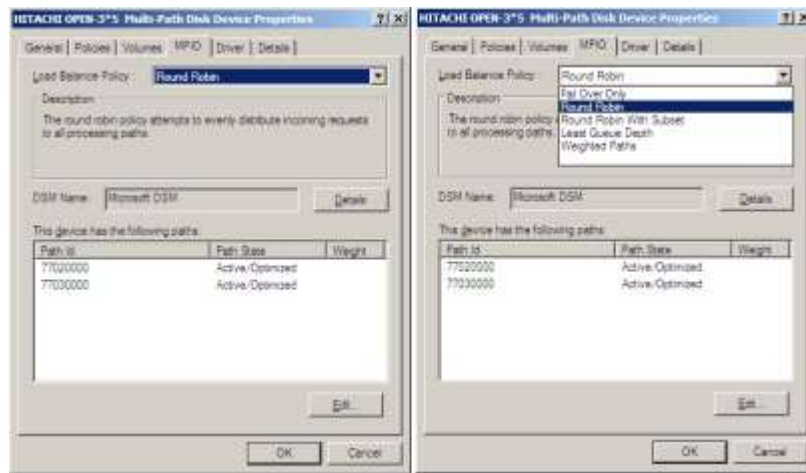 HITACHI OPEN-3*5 Multi-Path Disk Device Properties
General Policies Volumes MPIO Driver Details
Load Balance Policy: Round Robin
Description
The round robin policy attempts to evenly distribute incoming requests
to all processing paths.
DSM Name: Microsoft DSM Details
This device has the following paths:
Path Id Path State Weight
77020000 Active/Optimized
77030000 Active/Optimized
Edit...
OK Cancel
HITACHI OPEN-3*5 Multi-Path Disk Device Properties
General Policies Volumes MPIO Driver Details
Load Balance Policy: Round Robin
Fail Over Only
Description
Round Robin
The round robin policy
Round Robin With Subset
to all processing paths.
Least Queue Depth
Weighted Paths
DSM Name: Microsoft DSM Details
This device has the following paths:
Path Id Path State Weight
77020000 Active/Optimized
77030000 Active/Optimized
Edit...
OK Cancel